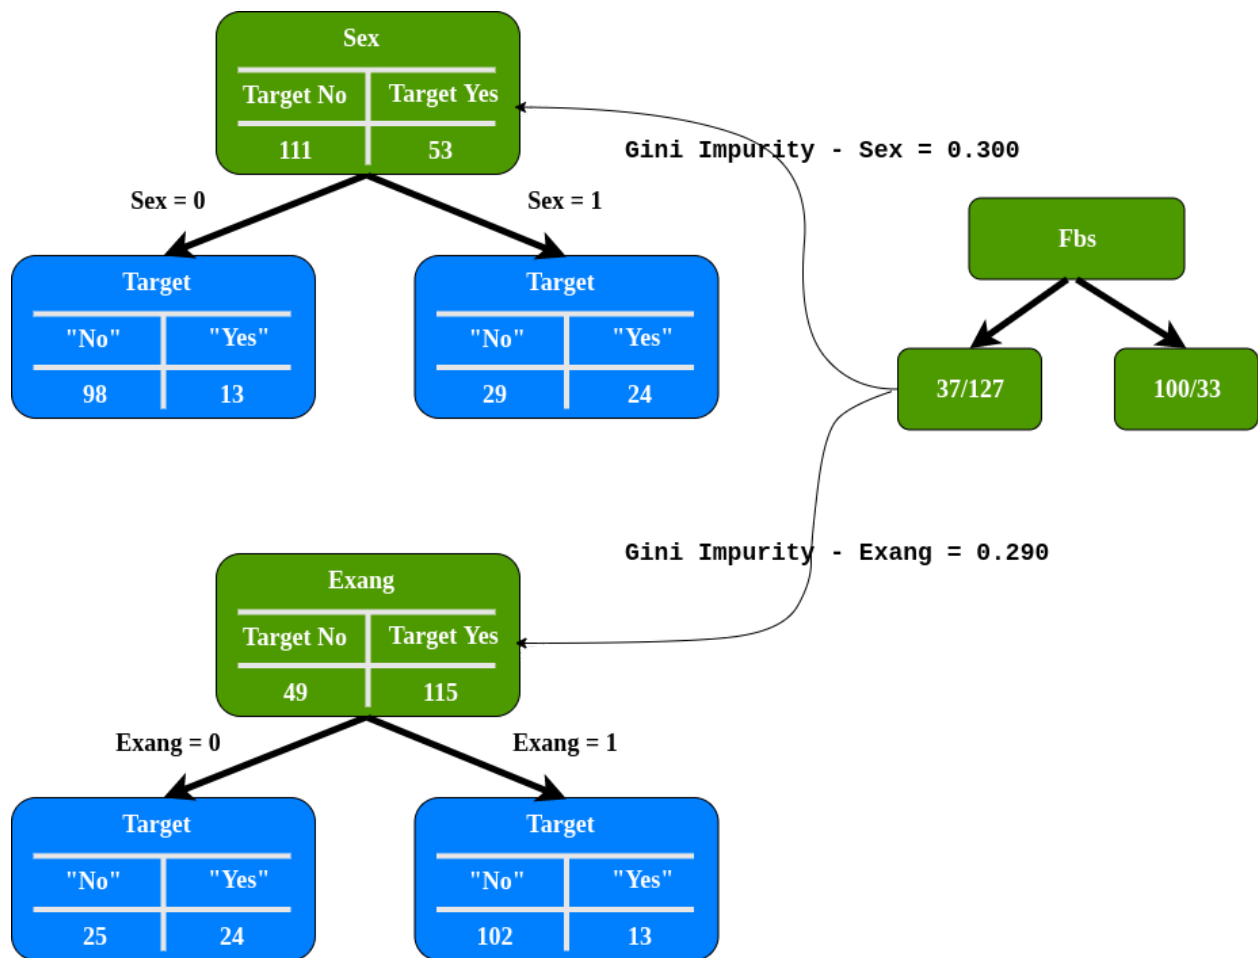 Sex
Target No Target Yes
111 53
Gini Impurity - Sex = 0.300
Sex = 0 Sex = 1
Fbs
Target Target
"No" "Yes" "No" "Yes"
98 13 29 24
37/127 100/33
Gini Impurity - Exang = 0.290
Exang
Target No Target Yes
49 115
Exang = 0 Exang = 1
Target Target
"No" "Yes" "No" "Yes"
25 24 102 13